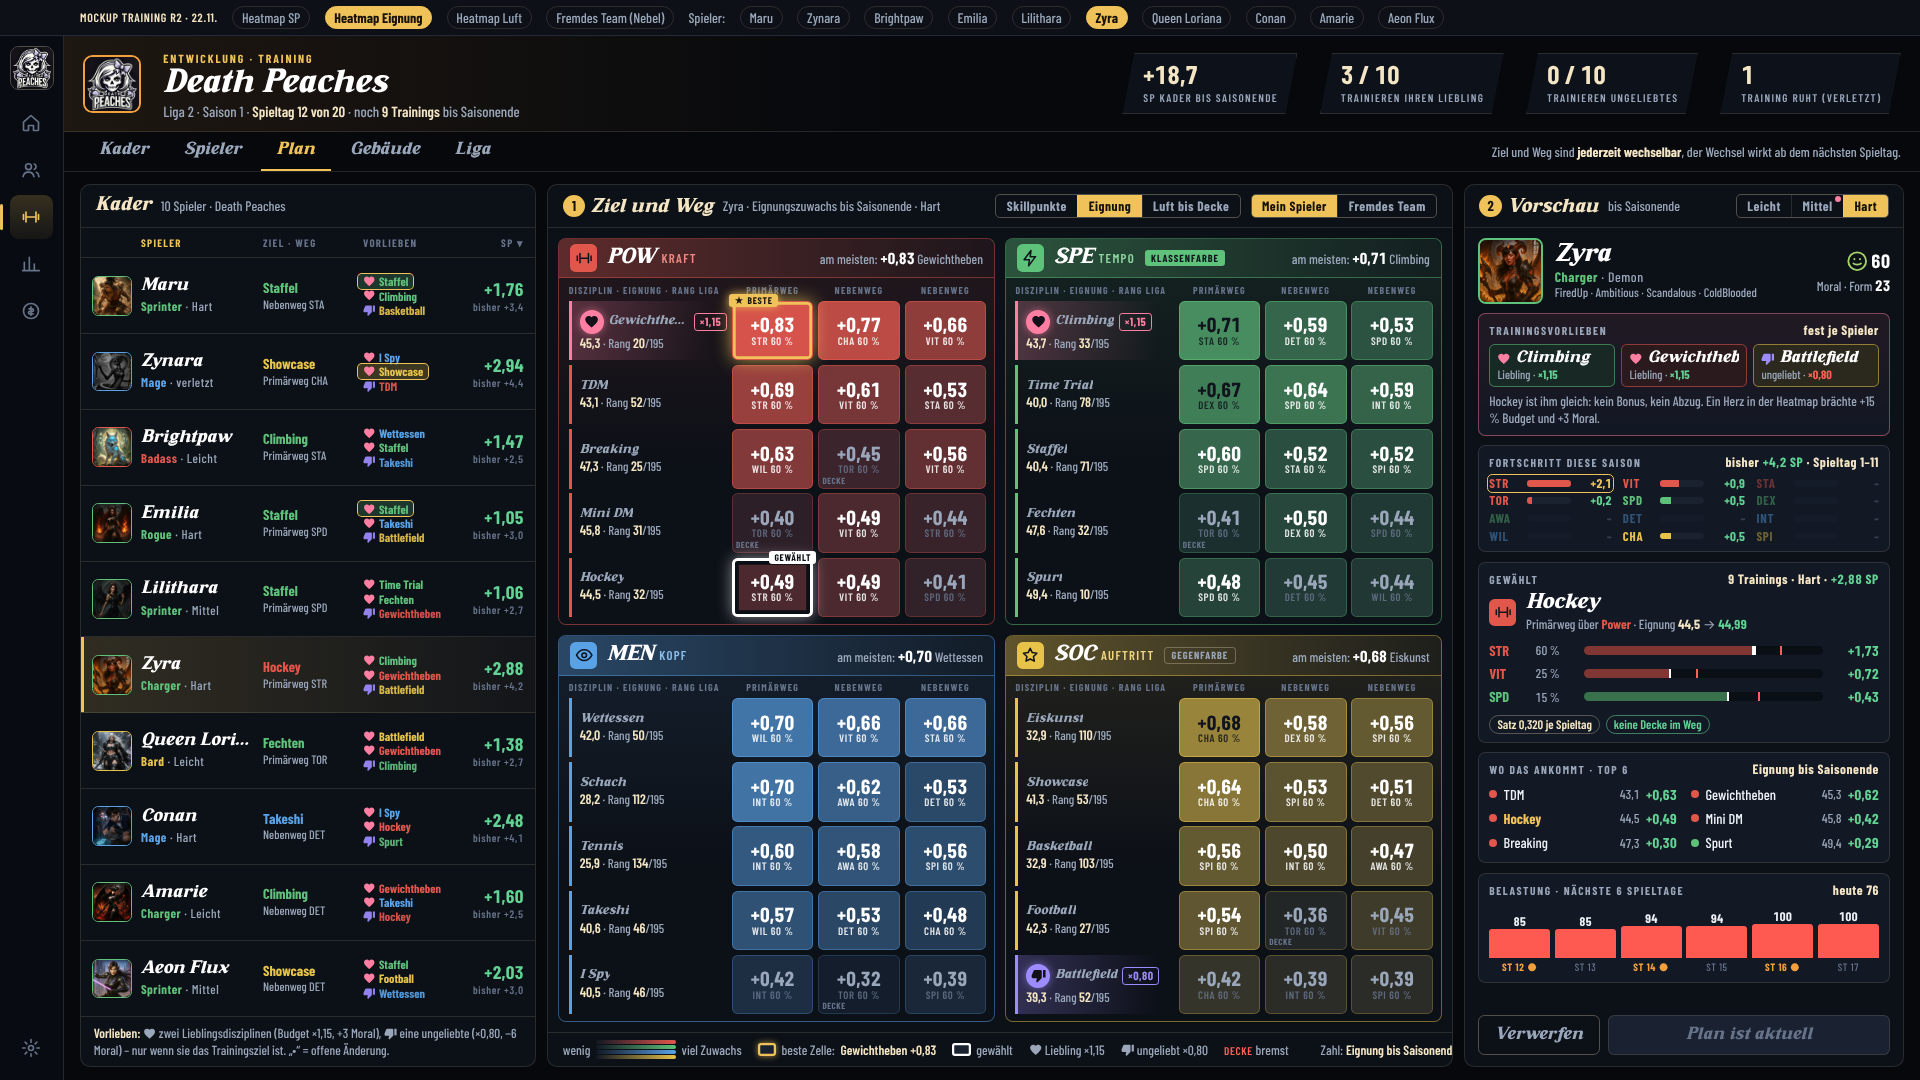 MOCKUP TRAINING R2 · 22.11.
Heatmap SP
Heatmap Eignung
Heatmap Luft
Fremdes Team (Nebel)
Spieler:
Maru
Zynara
Brightpaw
Emilia
Lilithara
Zyra
Queen Loriana
Conan
Amarie
Aeon Flux
ENTWICKLUNG · TRAINING
Death Peaches
Liga 2 · Saison 1 · Spieltag 12 von 20 · noch 9 Trainings bis Saisonende
+18,7
SP KADER BIS SAISONENDE
3 / 10
TRAINIEREN IHREN LIEBLING
0 / 10
TRAINIEREN UNGELIEBTES
1
TRAINING RUHT (VERLETZT)
Kader
Spieler
Plan
Gebäude
Liga
Ziel und Weg sind jederzeit wechselbar, der Wechsel wirkt ab dem nächsten Spieltag.
Kader 10 Spieler · Death Peaches
SPIELER
ZIEL · WEG
VORLIEBEN
SP ▼
Maru
Sprinter · Hart
Staffel
Nebenweg STA
Staffel
Climbing
Basketball
+1,76
bisher +3,4
Zynara
Mage · verletzt
Showcase
Primärweg CHA
I Spy
Showcase
TDM
+2,94
bisher +4,4
Brightpaw
Badass · Leicht
Climbing
Primärweg STA
Wettessen
Staffel
Takeshi
+1,47
bisher +2,5
Emilia
Rogue · Hart
Staffel
Primärweg SPD
Staffel
Takeshi
Battlefield
+1,05
bisher +3,0
Lilithara
Sprinter · Mittel
Staffel
Primärweg SPD
Time Trial
Fechten
Gewichtheben
+1,06
bisher +2,7
Zyra
Charger · Hart
Hockey
Primärweg STR
Climbing
Gewichtheben
Battlefield
+2,88
bisher +4,2
Queen Lori...
Bard · Leicht
Fechten
Primärweg TOR
Battlefield
Gewichtheben
Climbing
+1,38
bisher +2,7
Conan
Mage · Hart
Takeshi
Nebenweg DET
I Spy
Hockey
Spurt
+2,48
bisher +4,1
Amarie
Charger · Leicht
Climbing
Nebenweg DET
Gewichtheben
Takeshi
Hockey
+1,60
bisher +2,5
Aeon Flux
Sprinter · Mittel
Showcase
Nebenweg DET
Staffel
Football
Wettessen
+2,03
bisher +3,0
Vorlieben: zwei Lieblingsdisziplinen (Budget ×1,15, +3 Moral), eine ungeliebte (×0,80, −6
Moral) – nur wenn sie das Trainingsziel ist. „•“ = offene Änderung.
1 Ziel und Weg Zyra · Eignungszuwachs bis Saisonende · Hart
Skillpunkte
Eignung
Luft bis Decke
Mein Spieler
Fremdes Team
POW KRAFT
am meisten: +0,83 Gewichtheben
DISZIPLIN · EIGNUNG · RANG LIGA
PRIMÄRWEG
NEBENWEG
NEBENWEG
★ BESTE
Gewichthe... ×1,15
45,3 · Rang 20/195
+0,83
STR 60 %
+0,77
CHA 60 %
+0,66
VIT 60 %
TDM
43,1 · Rang 52/195
+0,69
STR 60 %
+0,61
VIT 60 %
+0,53
STA 60 %
Breaking
47,3 · Rang 25/195
+0,63
WIL 60 %
+0,45
TOR 60 %
DECKE
+0,56
VIT 60 %
Mini DM
45,8 · Rang 31/195
+0,40
TOR 60 %
DECKE
+0,49
VIT 60 %
+0,44
STR 60 %
GEWÄHLT
Hockey
44,5 · Rang 32/195
+0,49
STR 60 %
+0,49
VIT 60 %
+0,41
SPD 60 %
SPE TEMPO KLASSENFARBE
am meisten: +0,71 Climbing
DISZIPLIN · EIGNUNG · RANG LIGA
PRIMÄRWEG
NEBENWEG
NEBENWEG
Climbing ×1,15
43,7 · Rang 33/195
+0,71
STA 60 %
+0,59
DET 60 %
+0,53
SPD 60 %
Time Trial
40,0 · Rang 78/195
+0,67
DEX 60 %
+0,64
SPD 60 %
+0,59
INT 60 %
Staffel
40,4 · Rang 71/195
+0,60
SPD 60 %
+0,52
STA 60 %
+0,52
SPI 60 %
Fechten
47,6 · Rang 32/195
+0,41
TOR 60 %
DECKE
+0,50
DEX 60 %
+0,44
SPD 60 %
Spurt
49,4 · Rang 10/195
+0,48
SPD 60 %
+0,45
DET 60 %
+0,44
WIL 60 %
MEN KOPF
am meisten: +0,70 Wettessen
DISZIPLIN · EIGNUNG · RANG LIGA
PRIMÄRWEG
NEBENWEG
NEBENWEG
Wettessen
42,0 · Rang 50/195
+0,70
WIL 60 %
+0,66
VIT 60 %
+0,66
STA 60 %
Schach
28,2 · Rang 112/195
+0,70
INT 60 %
+0,62
AWA 60 %
+0,53
DET 60 %
Tennis
25,9 · Rang 134/195
+0,60
INT 60 %
+0,58
AWA 60 %
+0,56
SPI 60 %
Takeshi
40,6 · Rang 46/195
+0,57
WIL 60 %
+0,53
DET 60 %
+0,48
CHA 60 %
I Spy
40,5 · Rang 46/195
+0,42
INT 60 %
+0,32
TOR 60 %
DECKE
+0,39
SPI 60 %
SOC AUFTRITT GEGENFARBE
am meisten: +0,68 Eiskunst
DISZIPLIN · EIGNUNG · RANG LIGA
PRIMÄRWEG
NEBENWEG
NEBENWEG
Eiskunst
32,9 · Rang 110/195
+0,68
CHA 60 %
+0,58
DEX 60 %
+0,56
SPI 60 %
Showcase
41,3 · Rang 53/195
+0,64
CHA 60 %
+0,53
SPI 60 %
+0,51
DET 60 %
Basketball
32,9 · Rang 103/195
+0,56
SPI 60 %
+0,50
INT 60 %
+0,47
AWA 60 %
Football
42,3 · Rang 27/195
+0,54
SPI 60 %
+0,36
TOR 60 %
DECKE
+0,45
VIT 60 %
Battlefield ×0,80
39,3 · Rang 52/195
+0,42
CHA 60 %
+0,39
INT 60 %
+0,39
SPI 60 %
wenig
viel Zuwachs
beste Zelle: Gewichtheben +0,83
gewählt
Liebling ×1,15
ungeliebt ×0,80
DECKE bremst
Zahl: Eignung bis Saisonend
2 Vorschau bis Saisonende
Leicht
Mittel
Hart
Zyra
Charger · Demon
FiredUp · Ambitious · Scandalous · ColdBlooded
60
Moral · Form 23
TRAININGSVORLIEBEN
fest je Spieler
Climbing
Liebling · ×1,15
Gewichtheb
Liebling · ×1,15
Battlefield
ungeliebt · ×0,80
Hockey ist ihm gleich: kein Bonus, kein Abzug. Ein Herz in der Heatmap brächte +15
% Budget und +3 Moral.
FORTSCHRITT DIESE SAISON
bisher +4,2 SP · Spieltag 1–11
STR +2,1
VIT +0,9
STA –
TOR +0,2
SPD +0,5
DEX –
AWA –
DET –
INT –
WIL –
CHA +0,5
SPI –
GEWÄHLT
9 Trainings · Hart · +2,88 SP
Hockey
Primärweg über Power · Eignung 44,5 → 44,99
STR 60 % +1,73
VIT 25 % +0,72
SPD 15 % +0,43
Satz 0,320 je Spieltag
keine Decke im Weg
WO DAS ANKOMMT · TOP 6
Eignung bis Saisonende
TDM 43,1 +0,63
Gewichtheben 45,3 +0,62
Hockey 44,5 +0,49
Mini DM 45,8 +0,42
Breaking 47,3 +0,30
Spurt 49,4 +0,29
BELASTUNG · NÄCHSTE 6 SPIELTAGE
heute 76
85
85
94
94
100
100
ST 12
ST 13
ST 14
ST 15
ST 16
ST 17
Verwerfen
Plan ist aktuell